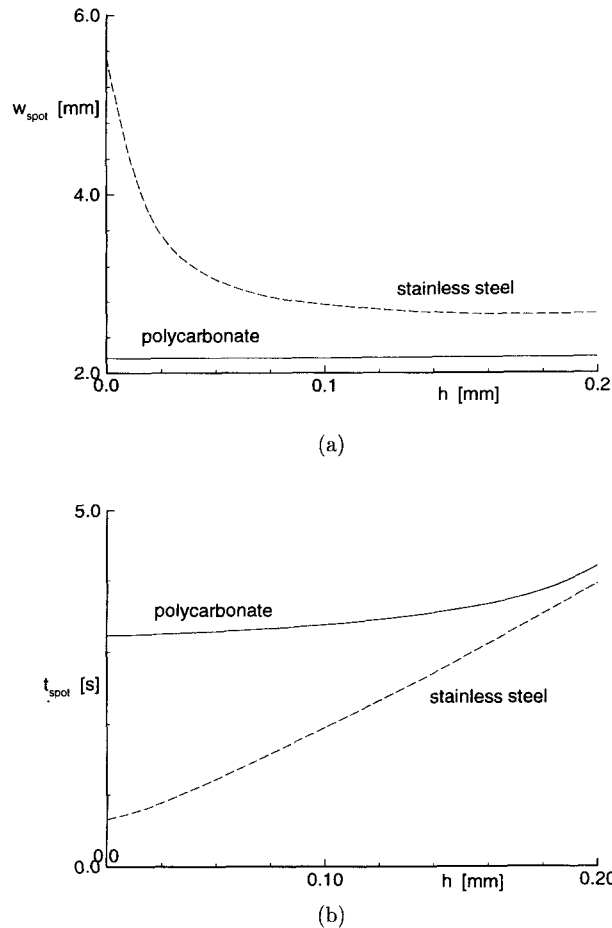 6.0
w_spot [mm]
4.0
stainless steel
polycarbonate
2.0
0.0 0.1 h [mm] 0.2
(a)
5.0
polycarbonate
t_spot [s]
stainless steel
0.0
0.0 0.10 h [mm] 0.20
(b)